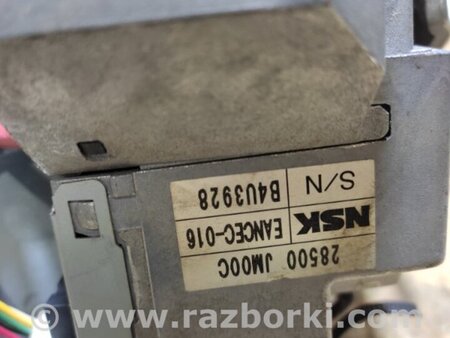 28500 JM00C
NSK EANCEC-016
S/N B4U3928
www.razborki.com